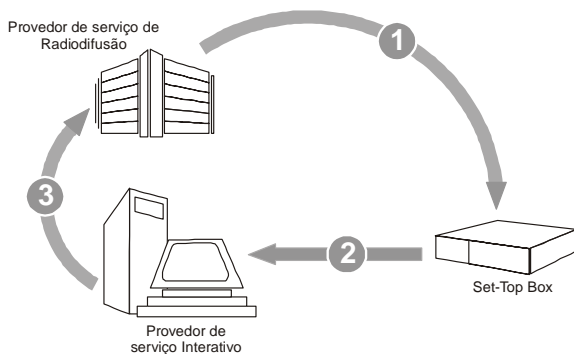 Provedor de serviço de
Radiodifusão
1
3
2
Set-Top Box
Provedor de
serviço Interativo